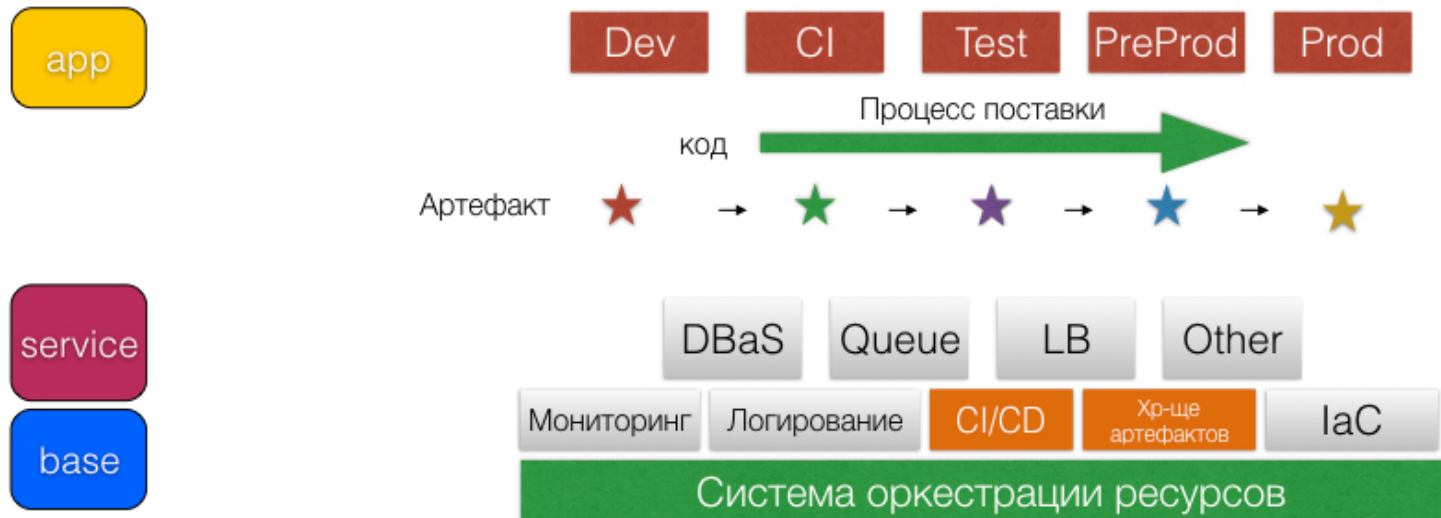 app
Dev
CI
Test
PreProd
Prod
Процесс поставки
код
Артефакт
service
DBaS
Queue
LB
Other
base
Мониторинг
Логирование
CI/CD
Хр-ще
артефактов
IaC
Система оркестрации ресурсов